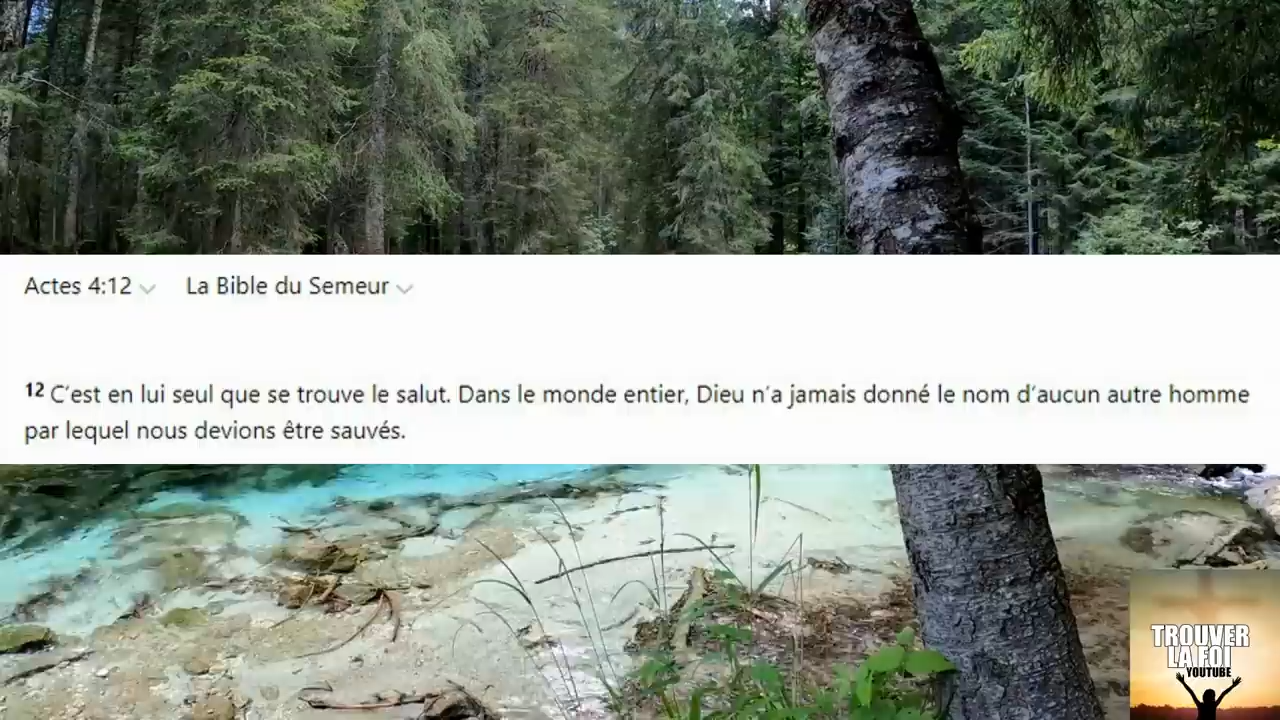 Actes 4:12 La Bible du Semeur
12 C’est en lui seul que se trouve le salut. Dans le monde entier, Dieu n’a jamais donné le nom d’aucun autre homme
par lequel nous devions être sauvés.
TROUVER
LA FOI
YOUTUBE